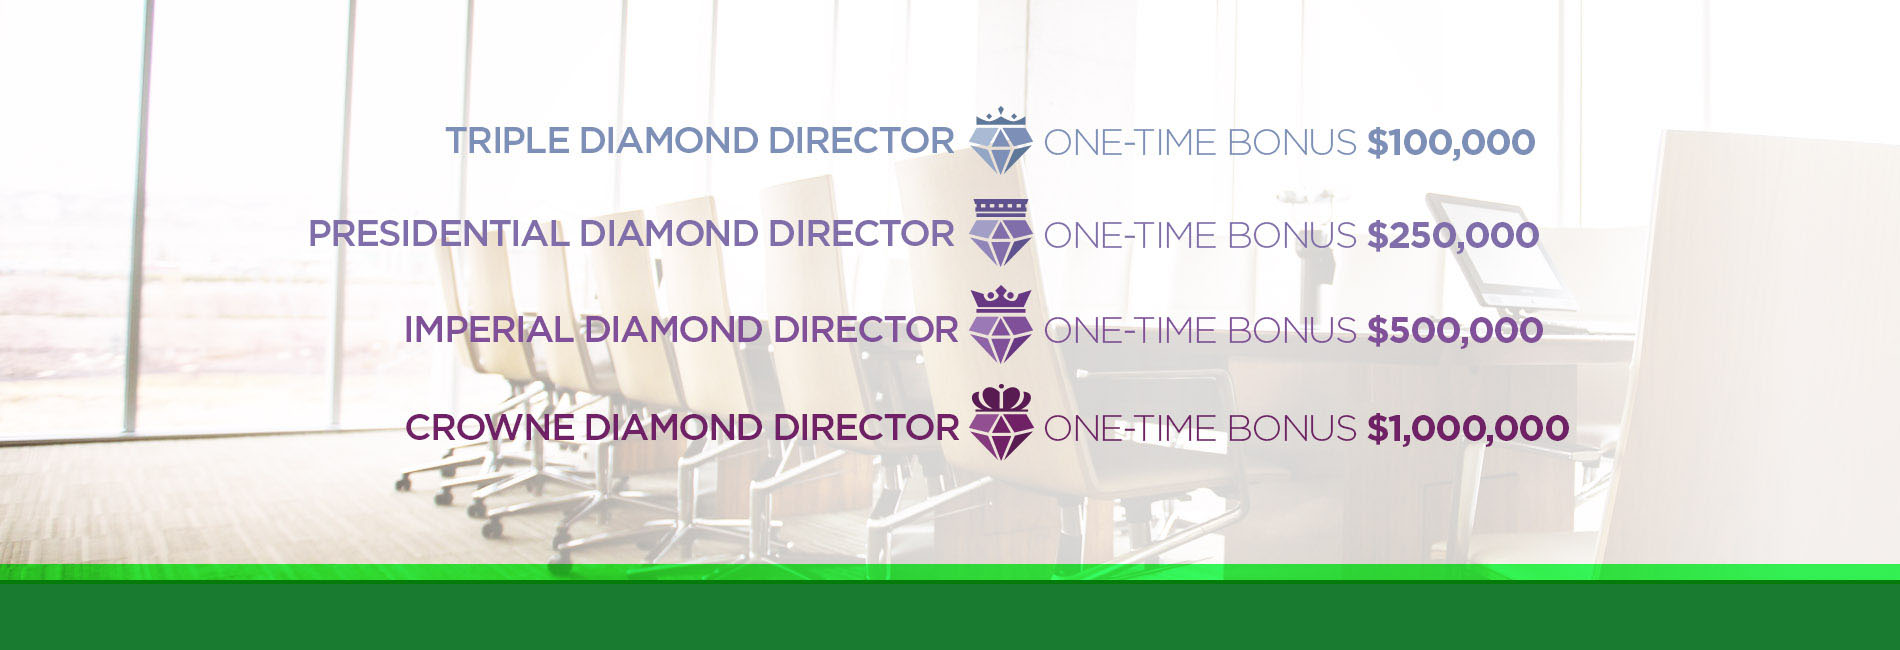 TRIPLE DIAMOND DIRECTOR ONE-TIME BONUS $100,000
PRESIDENTIAL DIAMOND DIRECTOR ONE-TIME BONUS $250,000
IMPERIAL DIAMOND DIRECTOR ONE-TIME BONUS $500,000
CROWNE DIAMOND DIRECTOR ONE-TIME BONUS $1,000,000